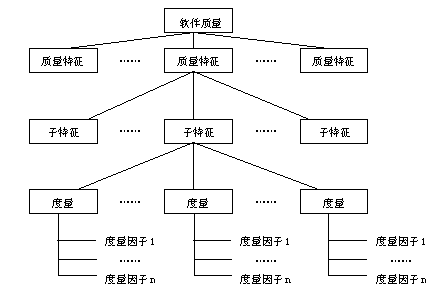 软件质量
质量特征 …… 质量特征 …… 质量特征
子特征 …… 子特征 …… 子特征
度量 …… 度量 …… 度量
度量因子1 度量因子1 度量因子1
…… …… ……
度量因子n 度量因子n 度量因子n